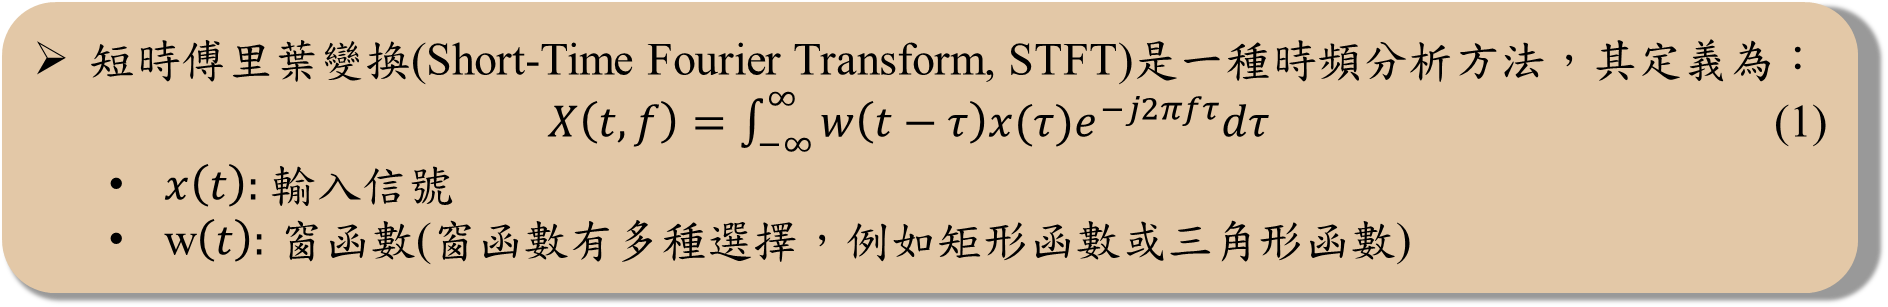 ➢ 短時傅里葉變換(Short-Time Fourier Transform, STFT)是一種時頻分析方法，其定義為：
X(t, f) = ∫_{-∞}^{∞} w(t − τ)x(τ)e^{−j2πfτ}dτ (1)
• x(t): 輸入信號
• w(t): 窗函數(窗函數有多種選擇，例如矩形函數或三角形函數)